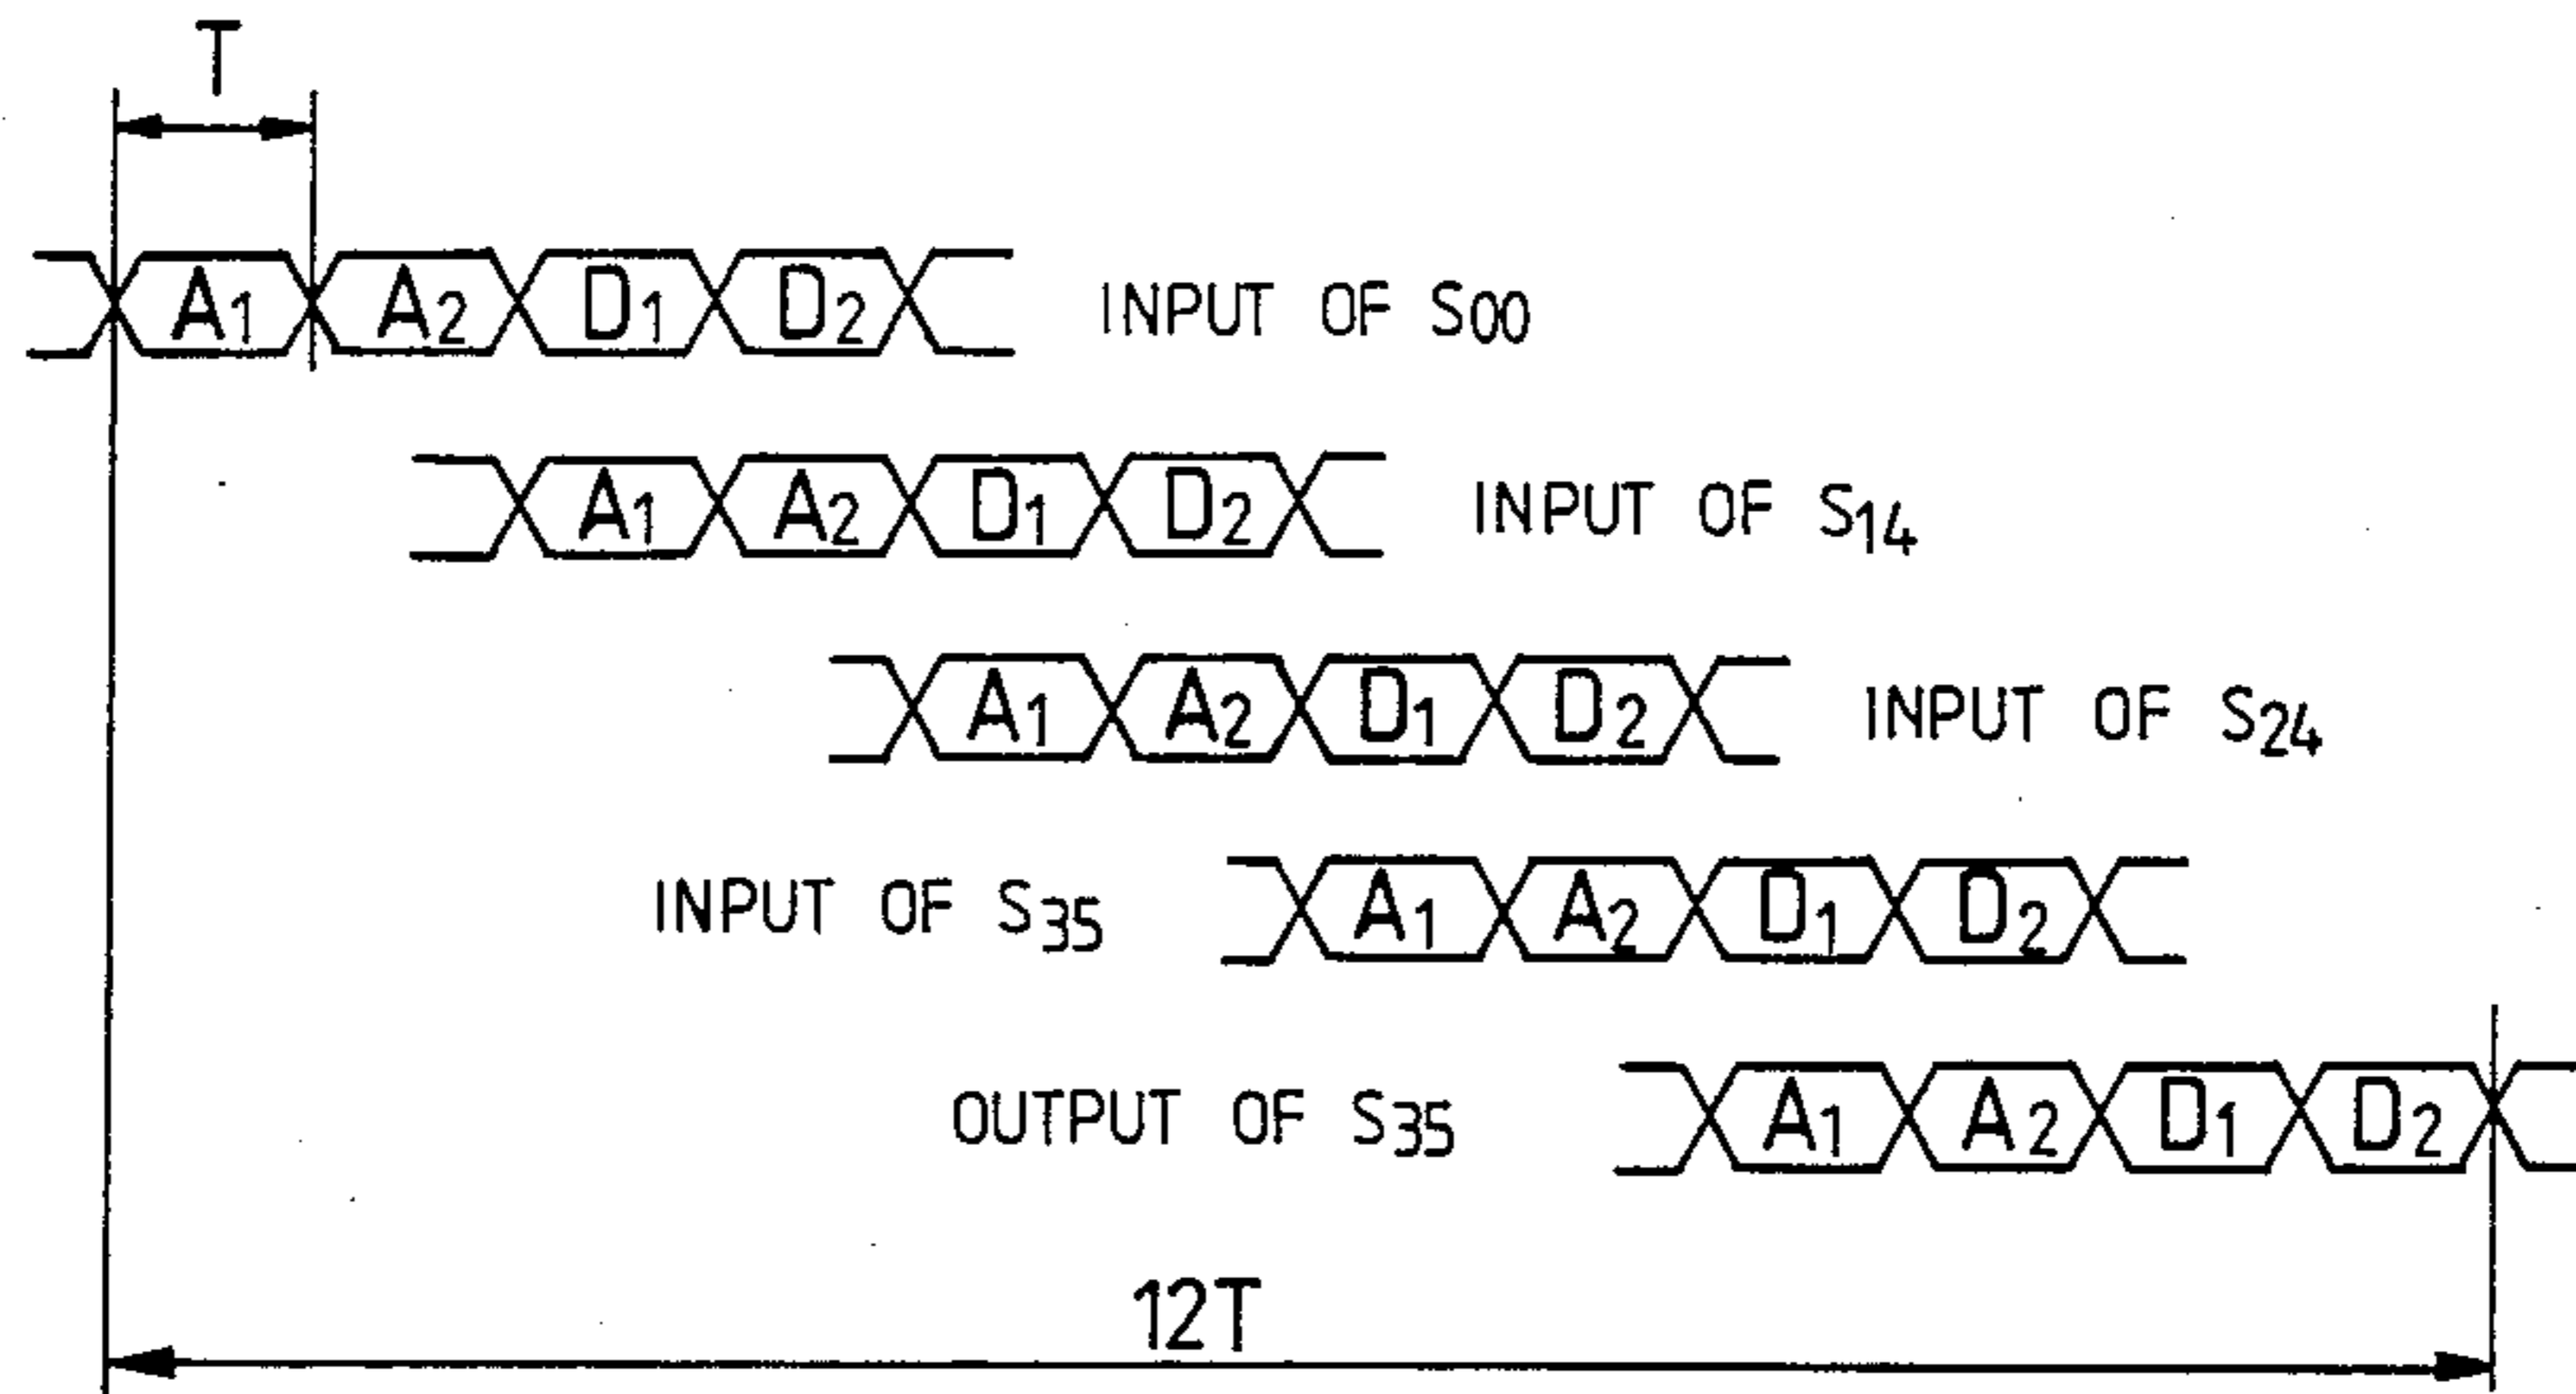 T
A1 A2 D1 D2 INPUT OF S00
A1 A2 D1 D2 INPUT OF S14
A1 A2 D1 D2 INPUT OF S24
INPUT OF S35 A1 A2 D1 D2
OUTPUT OF S35 A1 A2 D1 D2
12T